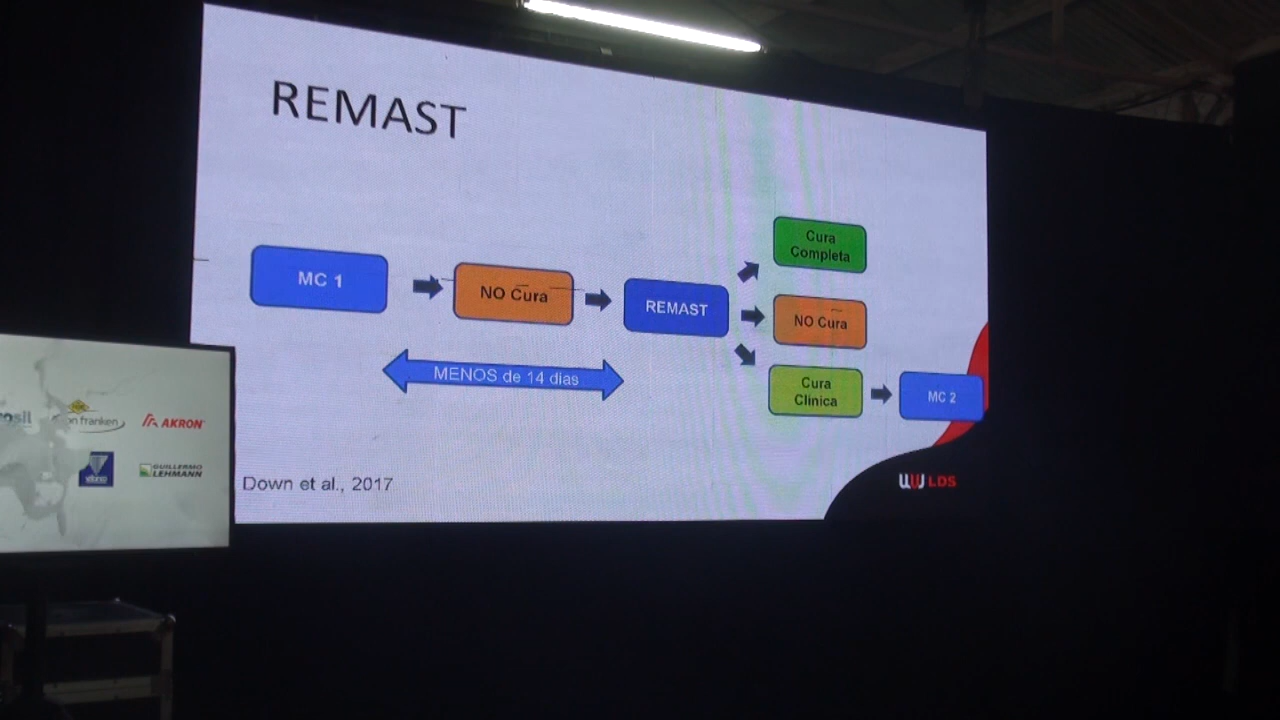 REMAST
MC 1
NO Cura
REMAST
Cura
Completa
NO Cura
Cura
Clinica
MC 2
MENOS de 14 dias
Down et al., 2017
LDS
AKRON
GUILLERMO
LEHMANN